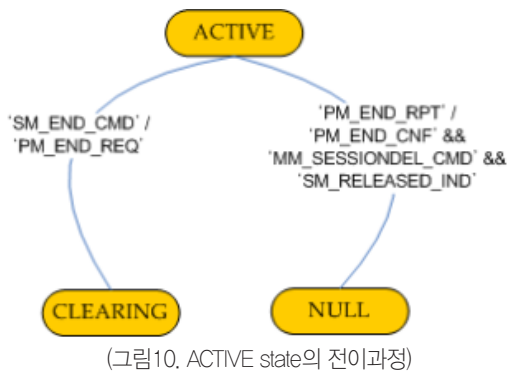 ACTIVE
'SM_END_CMD' /
'PM_END_REQ'
'PM_END_RPT' /
'PM_END_CNF' &&
'MM_SESSIONDEL_CMD' &&
'SM_RELEASED_IND'
CLEARING
NULL
(그림10. ACTIVE state의 전이과정)